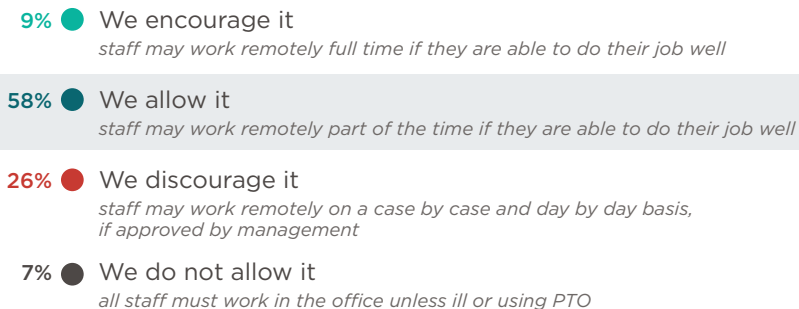 9% We encourage it
staff may work remotely full time if they are able to do their job well
58% We allow it
staff may work remotely part of the time if they are able to do their job well
26% We discourage it
staff may work remotely on a case by case and day by day basis,
if approved by management
7% We do not allow it
all staff must work in the office unless ill or using PTO